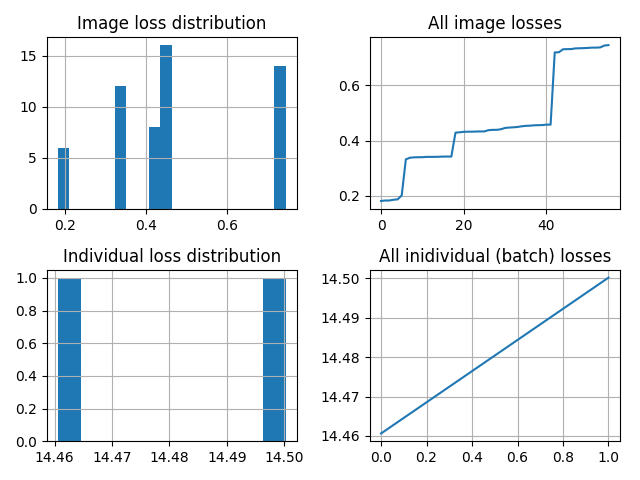 Image loss distribution
15
10
5
0
0.2 0.4 0.6
All image losses
0.6
0.4
0.2
0 20 40
Individual loss distribution
1.0
0.8
0.6
0.4
0.2
0.0
14.46 14.47 14.48 14.49 14.50
All inidividual (batch) losses
14.50
14.49
14.48
14.47
14.46
0.0 0.2 0.4 0.6 0.8 1.0